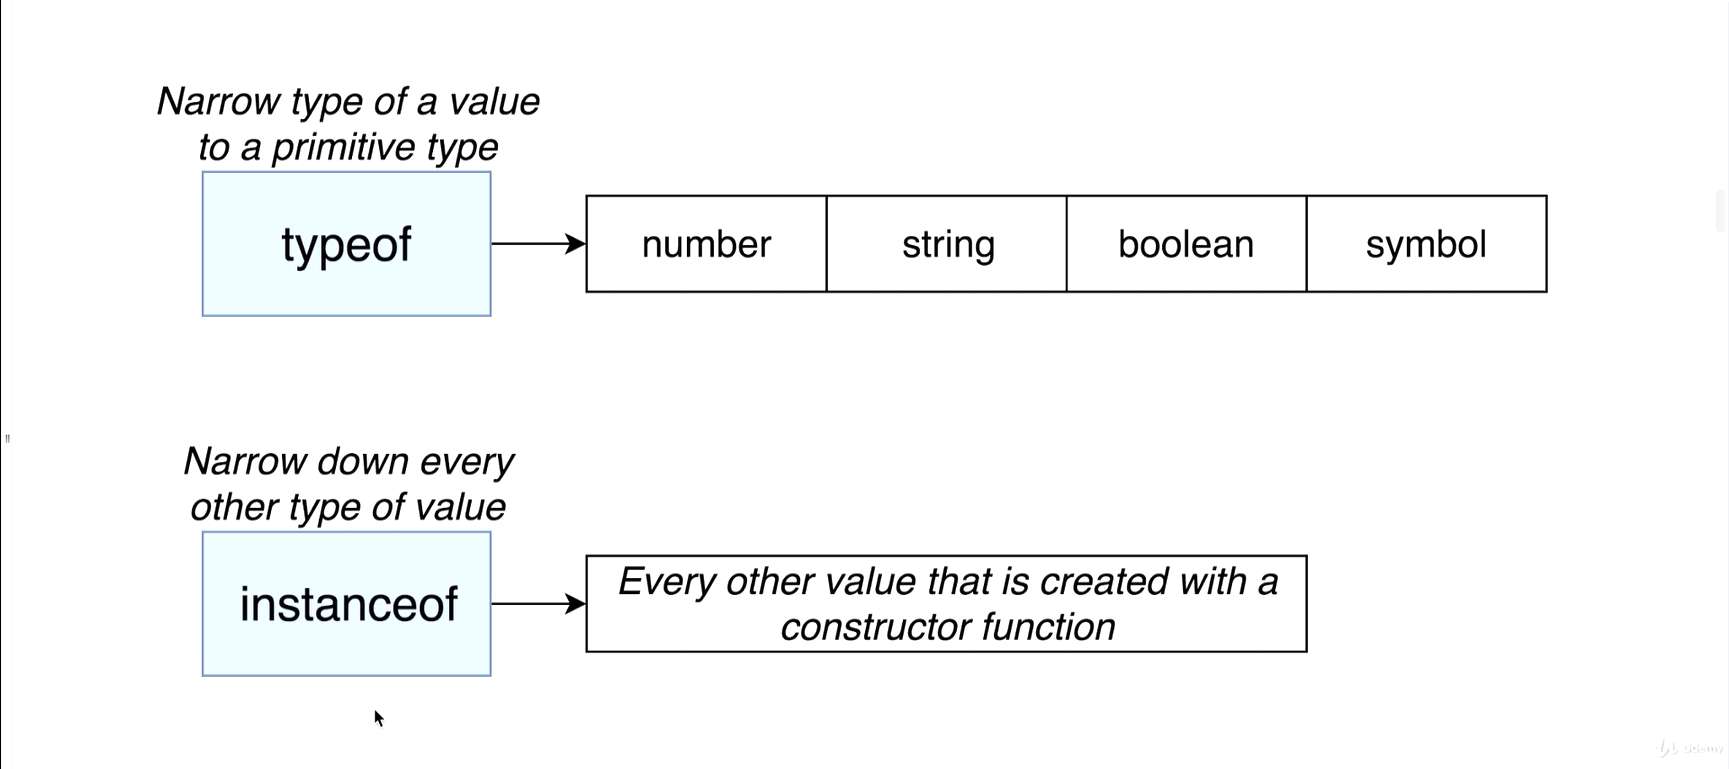 Narrow type of a value
to a primitive type
typeof
number
string
boolean
symbol
Narrow down every
other type of value
instanceof
Every other value that is created with a
constructor function
Udemy